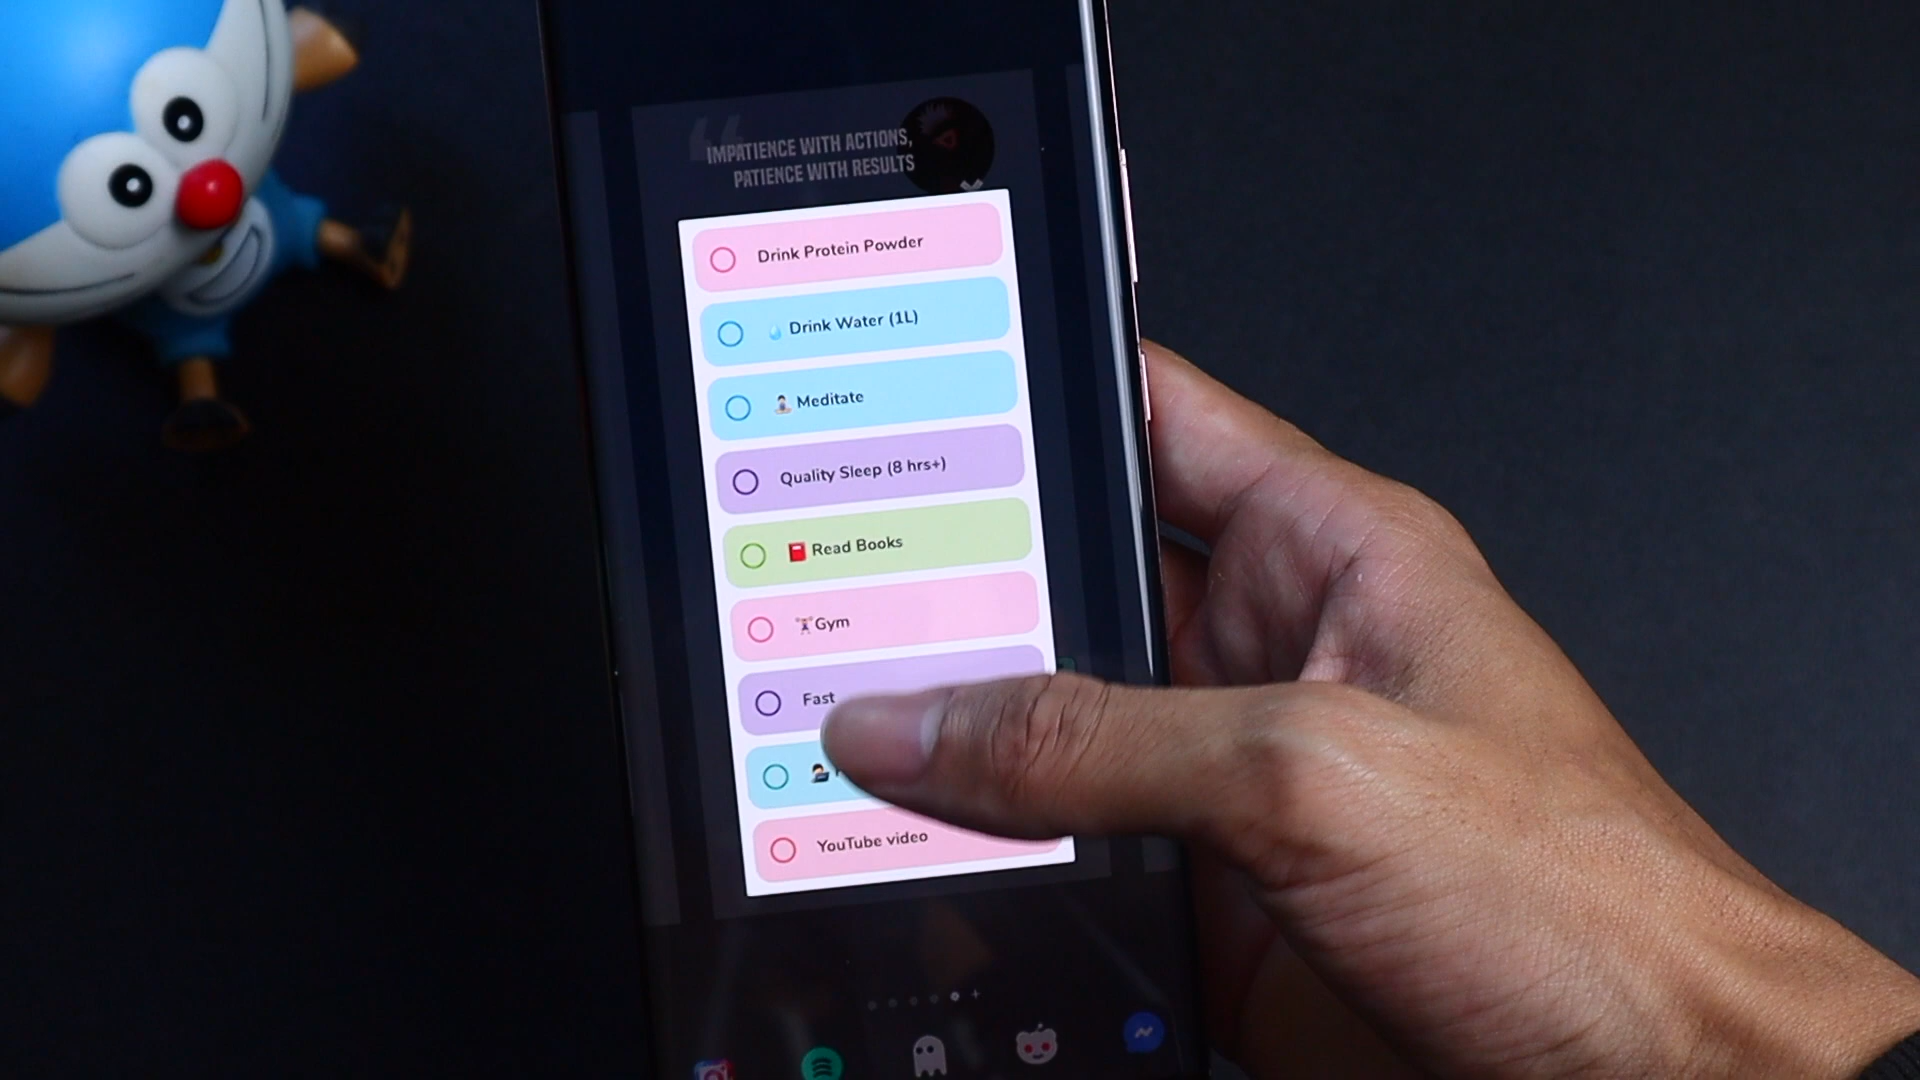 IMPATIENCE WITH ACTIONS,
PATIENCE WITH RESULTS
Drink Protein Powder
Drink Water (1L)
Meditate
Quality Sleep (8 hrs+)
Read Books
Gym
Fast
YouTube video